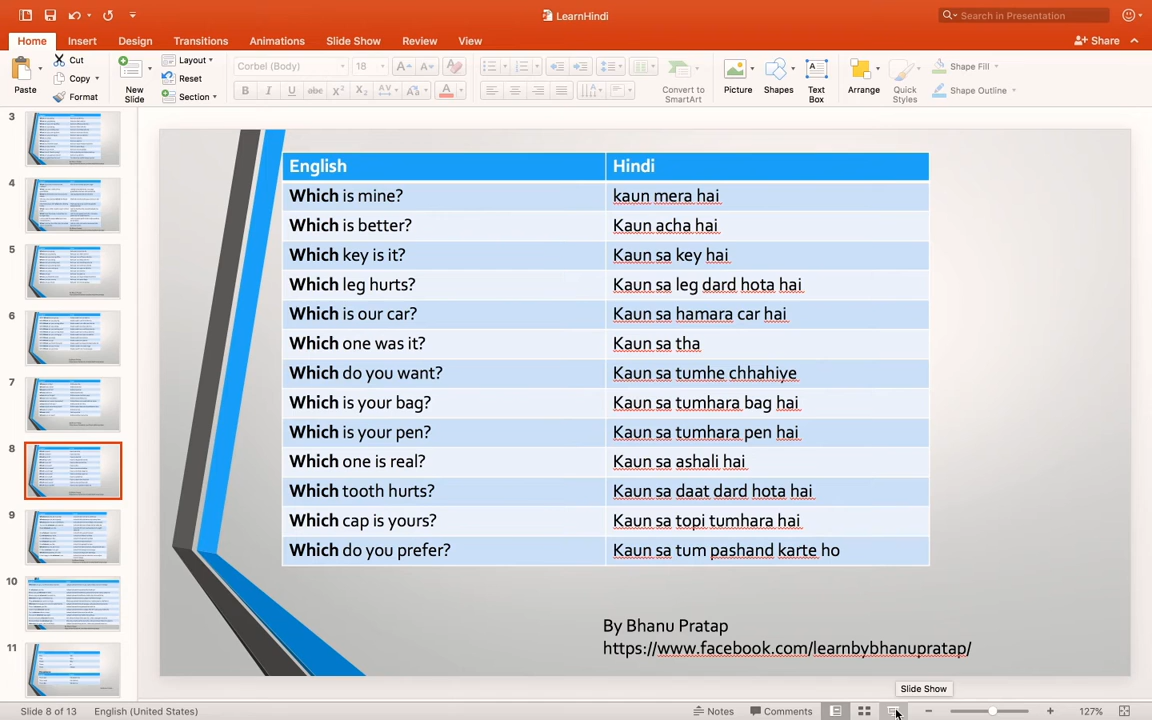 LearnHindi
Search in Presentation
Home Insert Design Transitions Animations Slide Show Review View
Share
Paste
Cut
Copy
Format
New Slide
Layout
Reset
Section
Corbel (Body) 18
Convert to SmartArt
Picture
Shapes
Text Box
Arrange
Quick Styles
Shape Fill
Shape Outline
3
4
5
6
7
8
9
10
11
English Hindi
Which is mine? kaun mera hai
Which is better? Kaun acha hai
Which key is it? Kaun sa key hai
Which leg hurts? Kaun sa leg dard hota hai
Which is our car? Kaun sa hamara car hai
Which one was it? Kaun sa tha
Which do you want? Kaun sa tumhe chhahiye
Which is your bag? Kaun sa tumhara bag hai
Which is your pen? Kaun sa tumhara pen hai
Which one is real? Kaun sa ashali hai
Which tooth hurts? Kaun sa daat dard hota hai
Which cap is yours? Kaun sa topi tumhara hai
Which do you prefer? Kaun sa tum pashand karte ho
By Bhanu Pratap
https://www.facebook.com/learnbybhanupratap/
Slide Show
Slide 8 of 13 English (United States) Notes Comments 127%